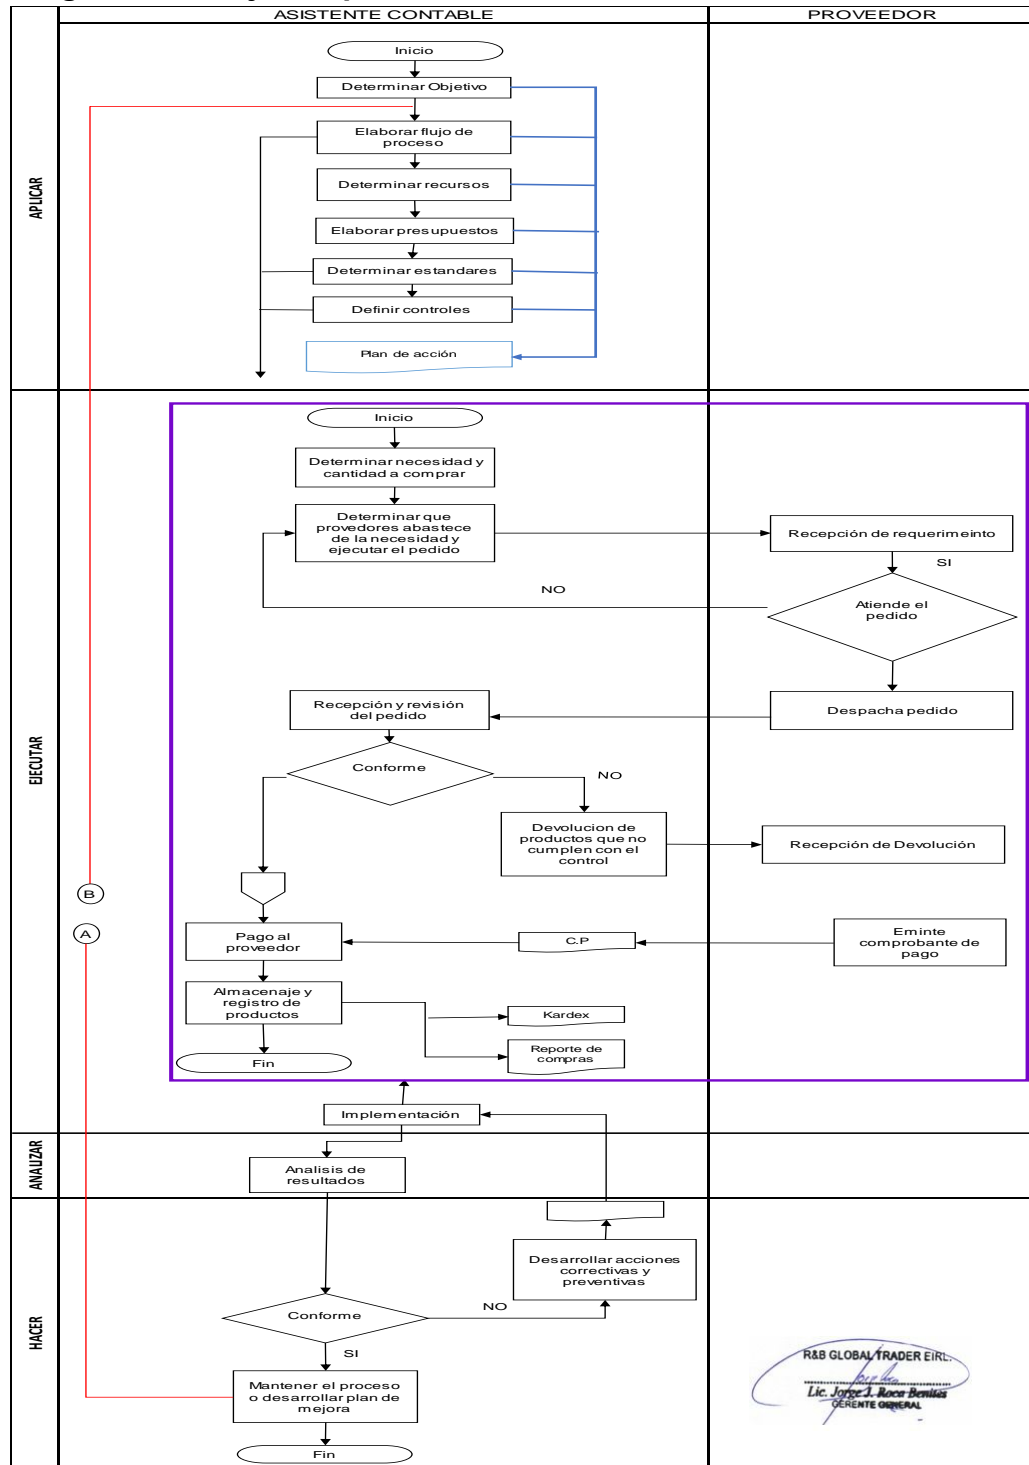 ASISTENTE CONTABLE
PROVEEDOR
APLICAR
Inicio
Determinar Objetivo
Elaborar flujo de
proceso
Determinar recursos
Elaborar presupuestos
Determinar estandares
Definir controles
Plan de acción
EJECUTAR
Inicio
Determinar necesidad y
cantidad a comprar
Determinar que
provedores abastece
de la necesidad y
ejecutar el pedido
Recepción de requerimeinto
SI
NO
Atiende el
pedido
Recepción y revisión
del pedido
Despacha pedido
Conforme
NO
Devolucion de
productos que no
cumplen con el
control
Recepción de Devolución
B
A
Pago al
proveedor
C.P
Eminte
comprobante de
pago
Almacenaje y
registro de
productos
Kardex
Reporte de
compras
Fin
Implementación
ANALIZAR
Analisis de
resultados
HACER
Desarrollar acciones
correctivas y
preventivas
Conforme
NO
SI
Mantener el proceso
o desarrollar plan de
mejora
Fin
R&B GLOBAL TRADER EIRL.
Lic. Jorge J. Roca Benites
GERENTE GENERAL